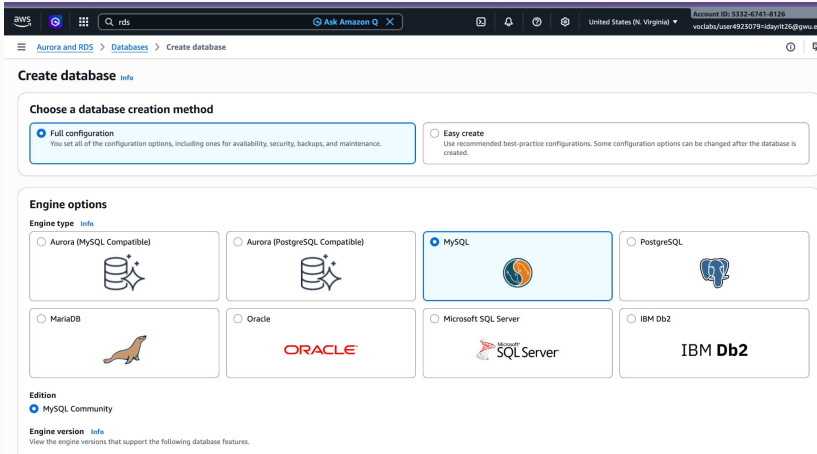 aws
rds
Ask Amazon Q
United States (N. Virginia)
Account ID: 5332-6741-8126
voclabs/user4923079=idayrit26@gwu.e
Aurora and RDS > Databases > Create database
Create database Info
Choose a database creation method
Full configuration
You set all of the configuration options, including ones for availability, security, backups, and maintenance.
Easy create
Use recommended best-practice configurations. Some configuration options can be changed after the database is
created.
Engine options
Engine type Info
Aurora (MySQL Compatible)
Aurora (PostgreSQL Compatible)
MySQL
PostgreSQL
MariaDB
Oracle
ORACLE
Microsoft SQL Server
Microsoft
SQL Server
IBM Db2
IBM Db2
Edition
MySQL Community
Engine version Info
View the engine versions that support the following database features.